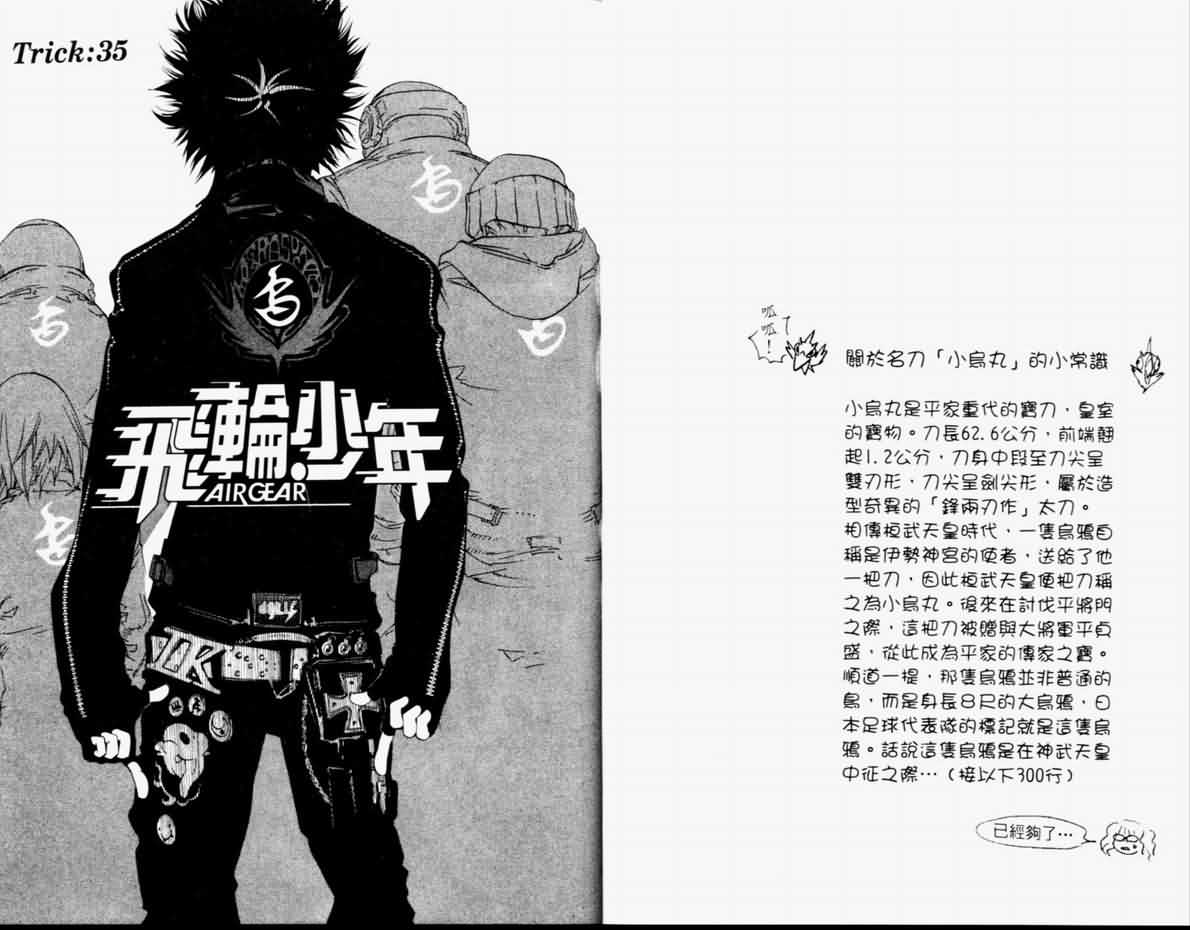 Trick:35
烏
烏
烏
烏
飛輪少年
AIR GEAR
呱
呱
!
關於名刀「小烏丸」的小常識
小烏丸是平家重代的寶刀,皇室
的寶物。刀長62.6公分,前端翹
起1.2公分,刀身中段至刀尖呈
雙刃形,刀尖呈劍尖形,屬於造
型奇異的「鋒兩刃作」太刀。
相傳桓武天皇時代,一隻烏鴉自
稱是伊勢神宮的使者,送給了他
一把刀,因此桓武天皇便把刀稱
之為小烏丸。後來在討伐平將門
之際,這把刀被贈與大將軍平貞
盛,從此成為平家的傳家之寶。
順道一提,那隻烏鴉並非普通的
鳥,而是身長8尺的大烏鴉,日
本足球代表隊的標記就是這隻烏
鴉。話說這隻烏鴉是在神武天皇
中征之際…(接以下300行)
已經夠了…